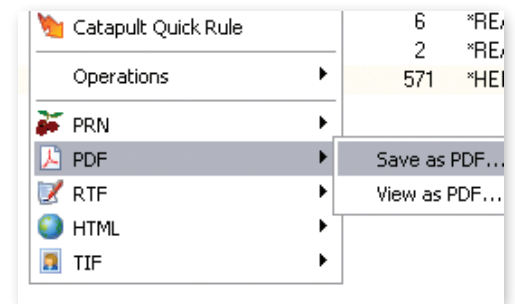 Catapult Quick Rule
Operations
PRN
PDF
RTF
HTML
TIF
Save as PDF...
View as PDF...
6
2
571